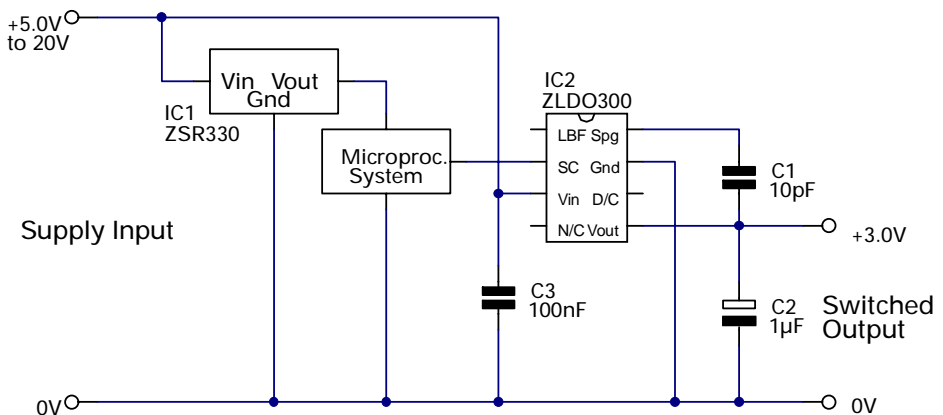 +5.0V
to 20V
Vin Vout
Gnd
IC1
ZSR330
Microproc.
System
IC2
ZLDO300
LBF Spg
SC Gnd
Vin D/C
N/C Vout
C1
10pF
+3.0V
Supply Input
C3
100nF
C2
1µF
Switched
Output
0V
0V